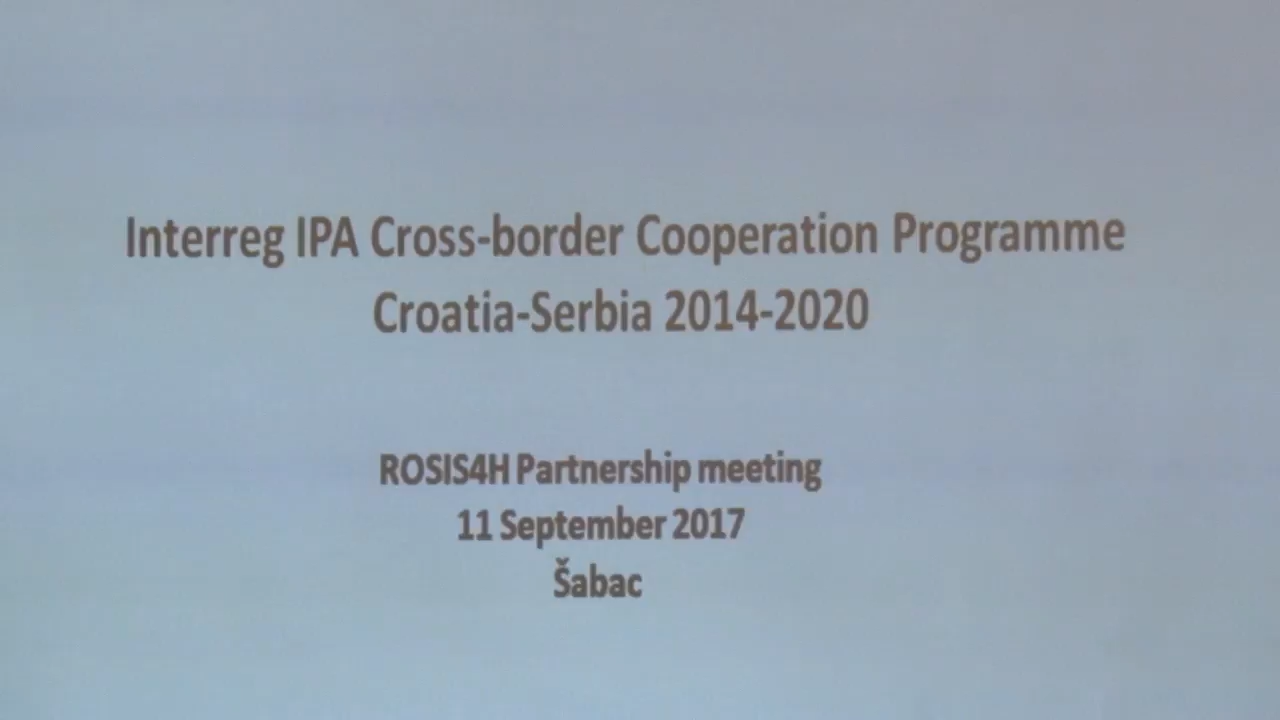 Interreg IPA Cross-border Cooperation Programme
Croatia-Serbia 2014-2020
ROSIS4H Partnership meeting
11 September 2017
Šabac